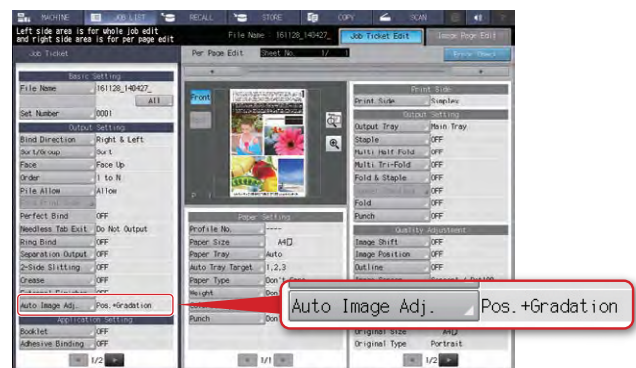 MACHINE JOB LIST RECALL STORE COPY SCAN
Left side area is for whole job edit
and right side area is for per page edit
File Name : 161128_140427_
Job Ticket Edit
Image Page Edit
Job Ticket
Per Page Edit Sheet No. 1/ 1
Basic Setting
File Name 161128_140427_
All
Set Number 0001
Output Setting
Bind Direction Right & Left
Sort/Group Sort
Face Face Up
Order 1 to N
Pile Allow Allow
Perfect Bind OFF
Needless Tab Exit Do Not Output
Ring Bind OFF
Separation Output OFF
2-Side Slitting OFF
Crease OFF
External Finisher OFF
Auto Image Adj. Pos.+Gradation
Application Setting
Booklet OFF
Adhesive Binding OFF
1/2
Front
P 1
Paper Setting
Profile No. ----
Paper Size A4
Paper Tray Auto
Auto Tray Target 1,2,3
Paper Type Don't Care
Weight Don
Punch Don
1/1
Print Side
Print Side Simplex
Output Setting
Output Tray Main Tray
Staple OFF
Multi Half Fold OFF
Multi Tri-Fold OFF
Fold & Staple OFF
OFF
Fold OFF
Punch OFF
Quality Adjustment
Image Shift OFF
Image Position OFF
Outline OFF
Original Size A4
Original Type Portrait
1/2
Auto Image Adj. Pos.+Gradation